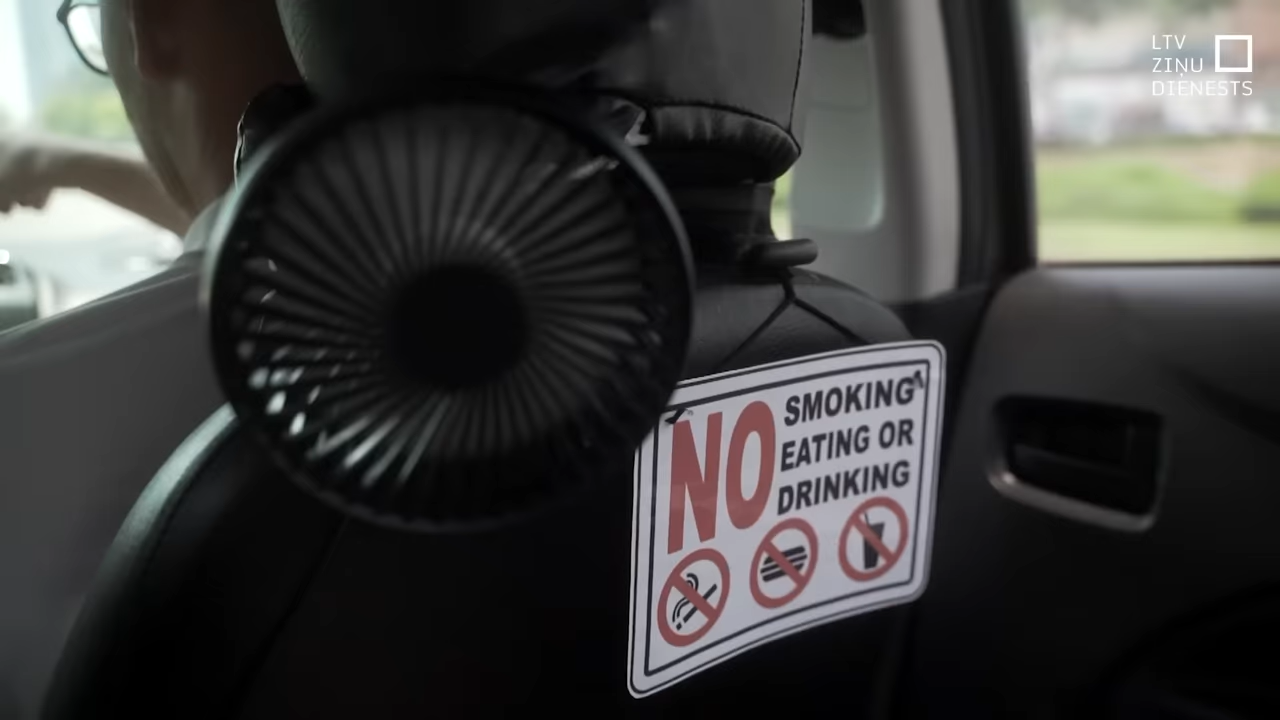 LTV
ZIŅU
DIENESTS
NO
SMOKING
EATING OR
DRINKING